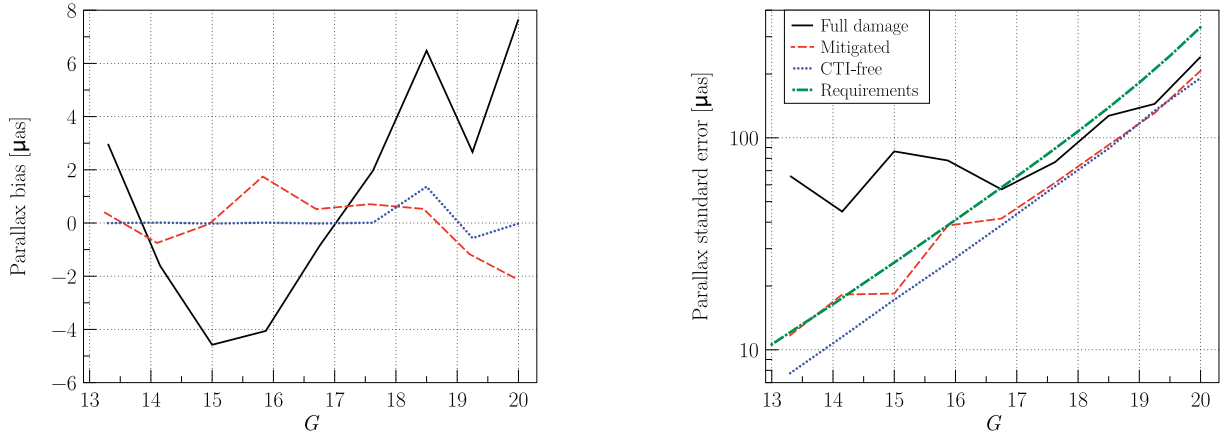 Parallax bias [μas]
8
6
4
2
0
−2
−4
−6
13 14 15 16 17 18 19 20
G
Parallax standard error [μas]
100
10
Full damage
Mitigated
CTI-free
Requirements
13 14 15 16 17 18 19 20
G